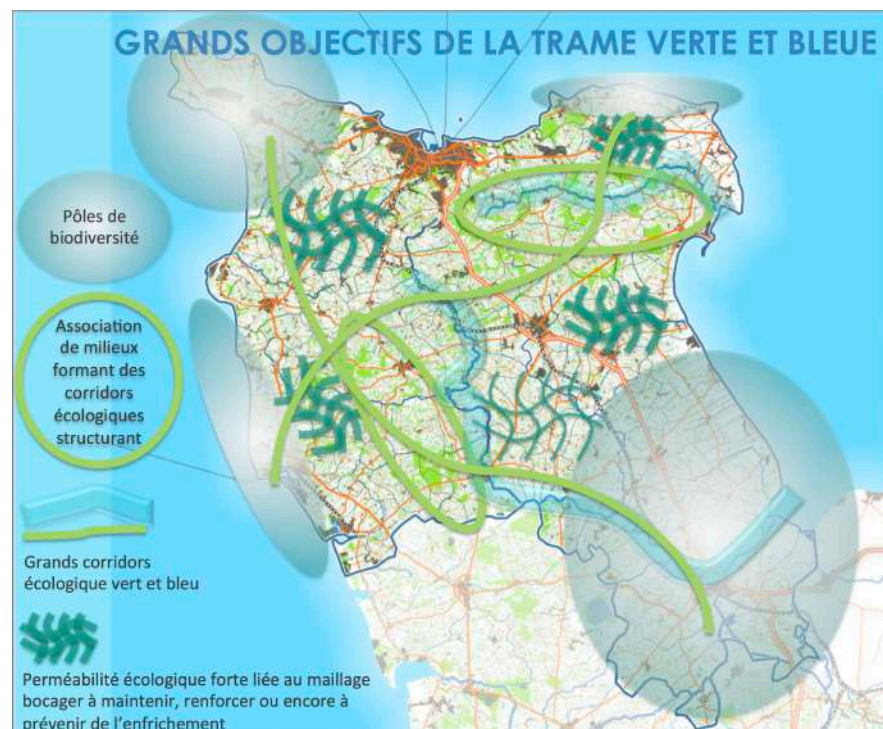 GRANDS OBJECTIFS DE LA TRAME VERTE ET BLEUE
Pôles de
biodiversité
Association
de milieux
formant des
corridors
écologiques
structurant
Grands corridors
écologique vert et bleu
Perméabilité écologique forte liée au maillage
bocager à maintenir, renforcer ou encore à
prévenir de l'enfrichement